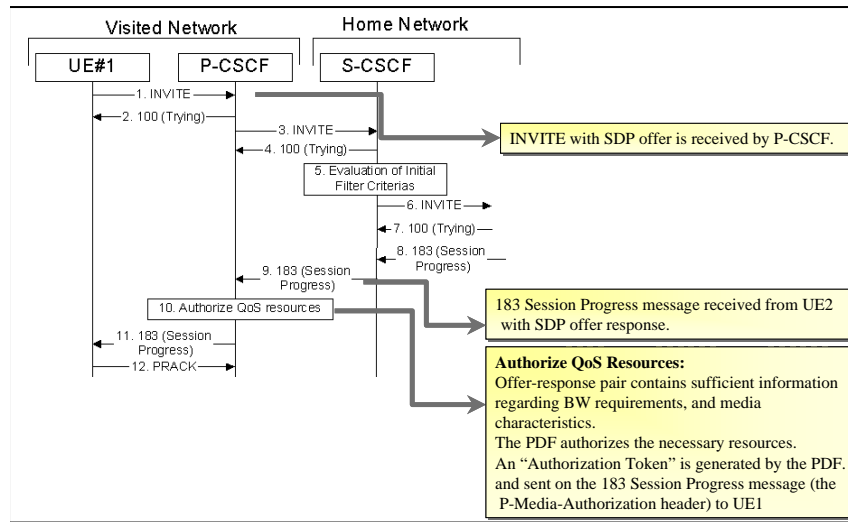 Visited Network
Home Network
UE#1
P-CSCF
S-CSCF
1. INVITE
2. 100 (Trying)
3. INVITE
4. 100 (Trying)
5. Evaluation of Initial
Filter Criterias
6. INVITE
7. 100 (Trying)
8. 183 (Session
Progress)
9. 183 (Session
Progress)
10. Authorize QoS resources
11. 183 (Session
Progress)
12. PRACK
INVITE with SDP offer is received by P-CSCF.
183 Session Progress message received from UE2
with SDP offer response.
Authorize QoS Resources:
Offer-response pair contains sufficient information
regarding BW requirements, and media
characteristics.
The PDF authorizes the necessary resources.
An “Authorization Token” is generated by the PDF.
and sent on the 183 Session Progress message (the
P-Media-Authorization header) to UE1